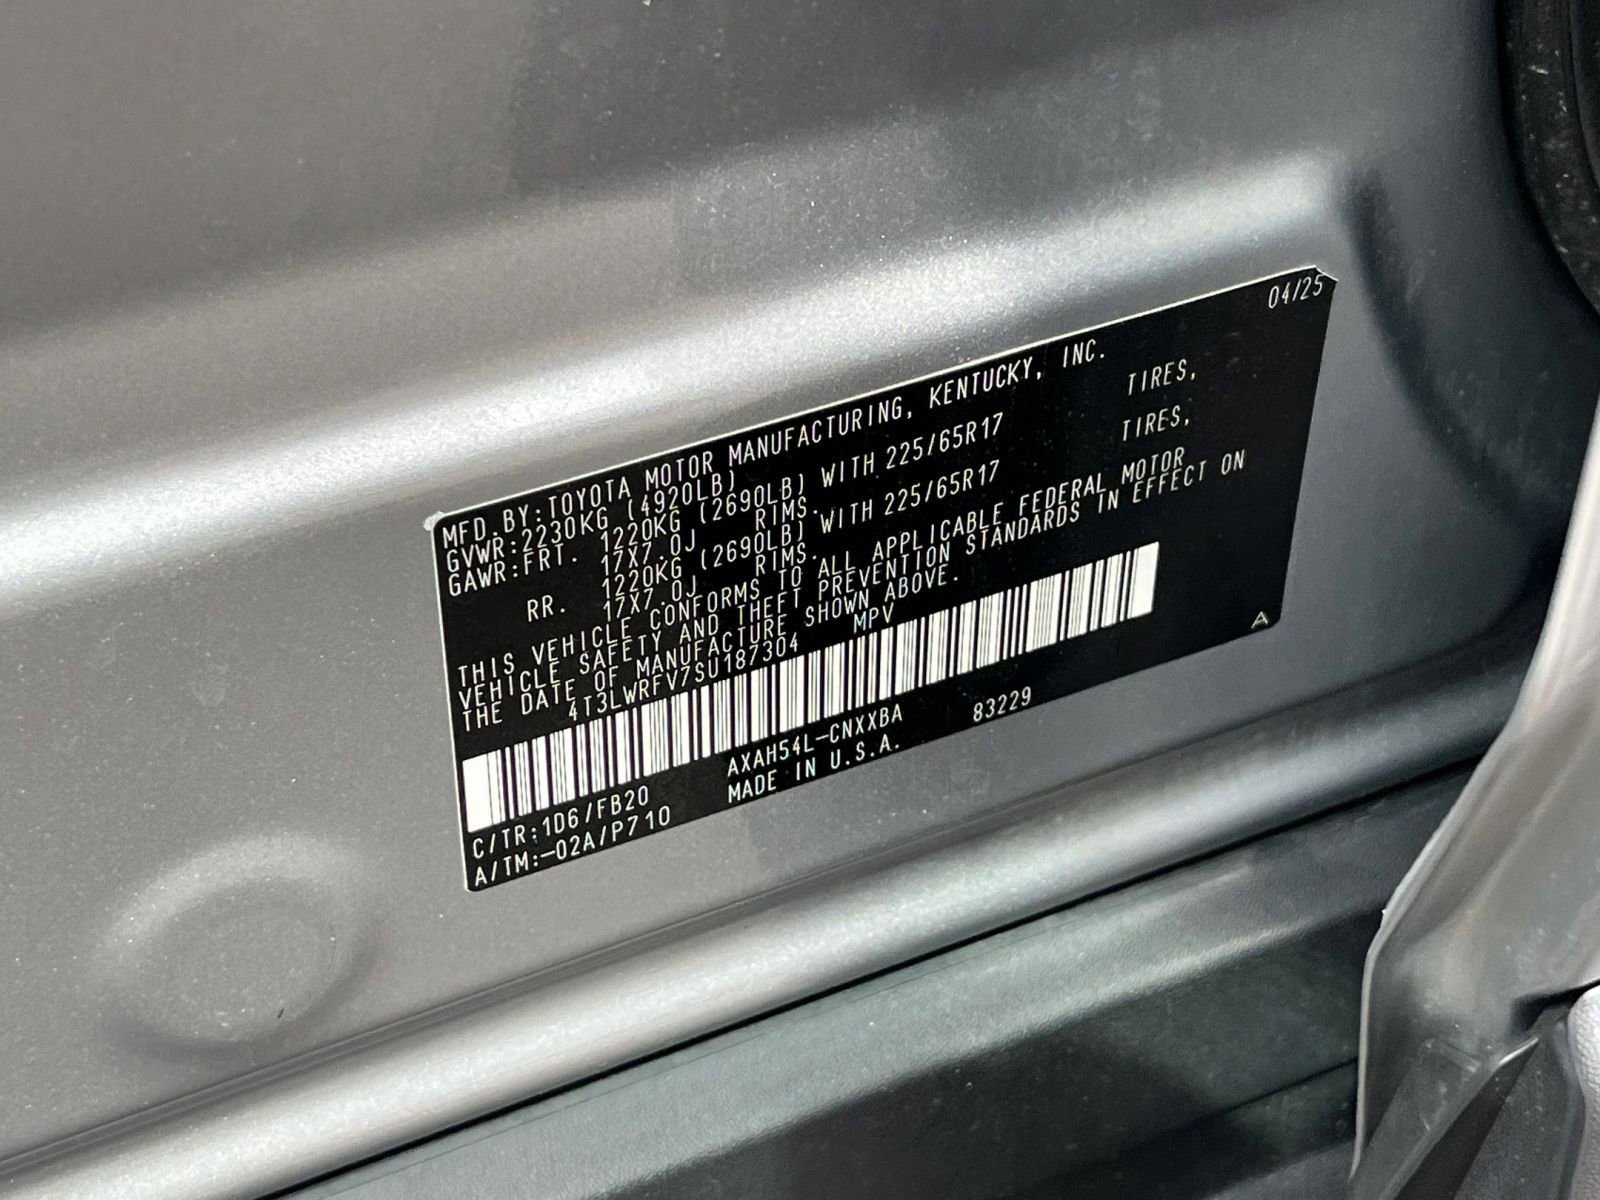 04/25
MFD.BY:TOYOTA MOTOR MANUFACTURING, KENTUCKY, INC.
GVWR:2230KG (4920LB)
GAWR:FRT. 1220KG (2690LB) WITH 225/65R17 TIRES,
17X7.0J RIMS.
RR. 1220KG (2690LB) WITH 225/65R17 TIRES,
17X7.0J RIMS.
THIS VEHICLE CONFORMS TO ALL APPLICABLE FEDERAL MOTOR
VEHICLE SAFETY AND THEFT PREVENTION STANDARDS IN EFFECT ON
THE DATE OF MANUFACTURE SHOWN ABOVE.
4T3LWRFV7SU187304 MPV
C/TR:1D6/FB20 AXAH54L-CNXXBA 83229
A/TM:-02A/P710 MADE IN U.S.A.
A